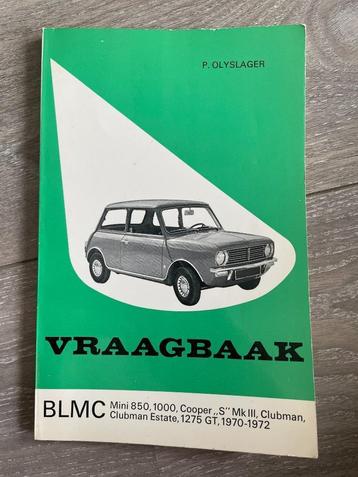 P. OLYSLAGER
VRAAGBAAK
BLMC Mini 850, 1000, Cooper „S” Mk III, Clubman,
Clubman Estate, 1275 GT, 1970-1972